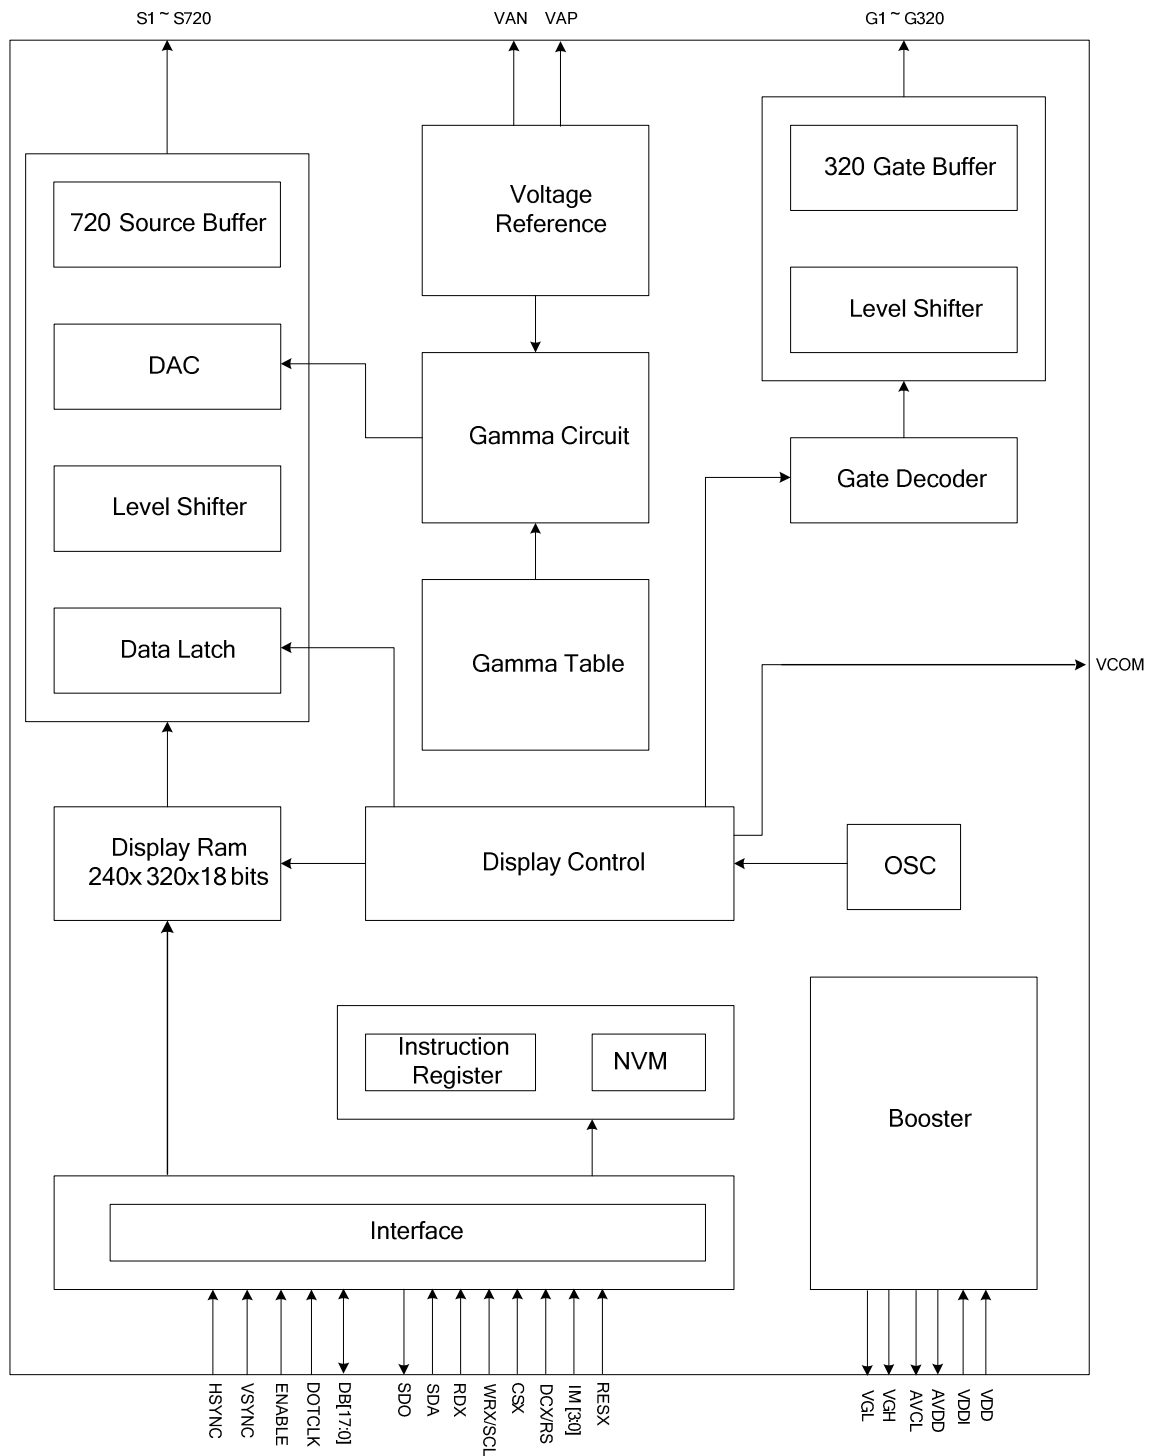 S1 ~ S720
VAN
VAP
G1 ~ G320
720 Source Buffer
DAC
Level Shifter
Data Latch
Voltage
Reference
Gamma Circuit
Gamma Table
320 Gate Buffer
Level Shifter
Gate Decoder
VCOM
Display Ram
240x 320x18 bits
Display Control
OSC
Instruction
Register
NVM
Booster
Interface
HSYNC
VSYNC
ENABLE
DOTCLK
DB[17:0]
SDO
SDA
RDX
WRX/SCL
CSX
DCX/RS
IM [3:0]
RESX
VGL
VGH
AVCL
AVDD
VDDI
VDD